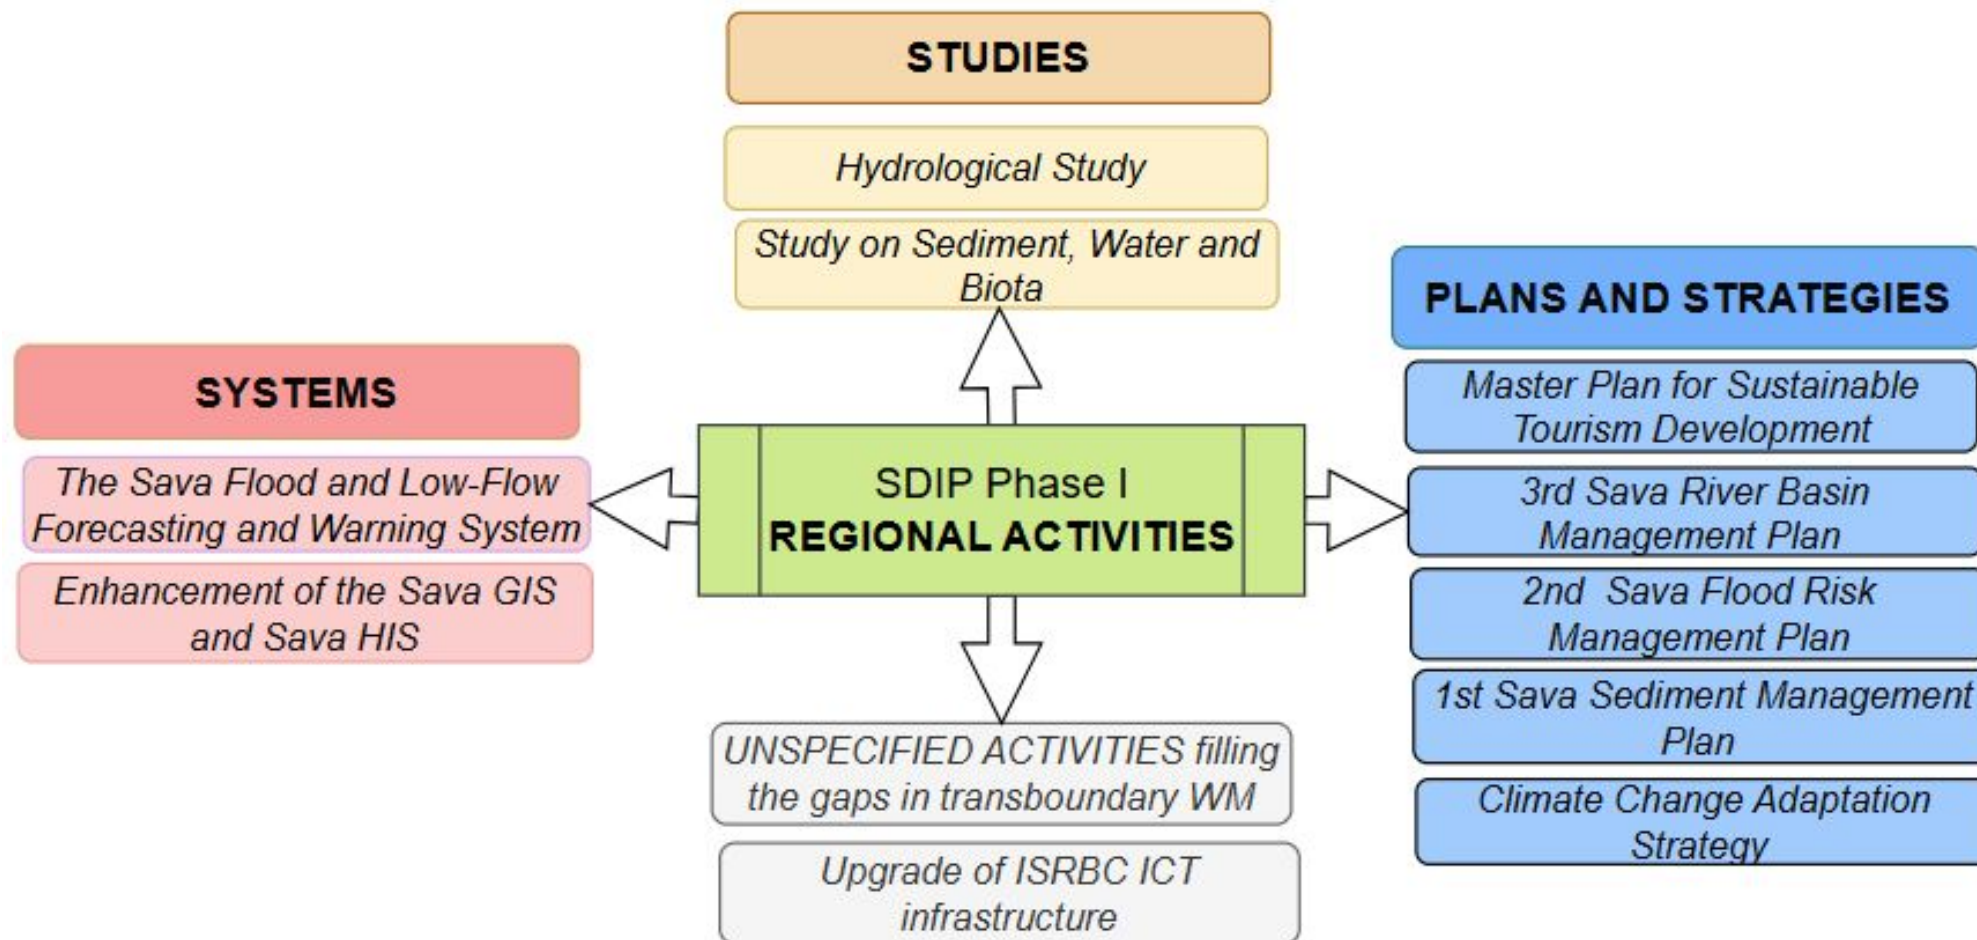 STUDIES
Hydrological Study
Study on Sediment, Water and
Biota
SYSTEMS
The Sava Flood and Low-Flow
Forecasting and Warning System
Enhancement of the Sava GIS
and Sava HIS
SDIP Phase I
REGIONAL ACTIVITIES
PLANS AND STRATEGIES
Master Plan for Sustainable
Tourism Development
3rd Sava River Basin
Management Plan
2nd Sava Flood Risk
Management Plan
1st Sava Sediment Management
Plan
Climate Change Adaptation
Strategy
UNSPECIFIED ACTIVITIES filling
the gaps in transboundary WM
Upgrade of ISRBC ICT
infrastructure